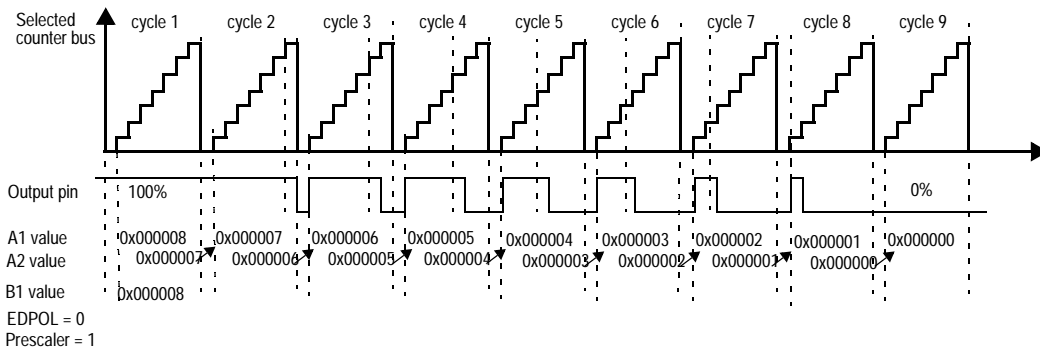 Selected counter bus
cycle 1 cycle 2 cycle 3 cycle 4 cycle 5 cycle 6 cycle 7 cycle 8 cycle 9
Output pin 100% 0%
A1 value 0x000008 0x000007 0x000006 0x000005 0x000004 0x000003 0x000002 0x000001 0x000000
A2 value 0x000007 0x000006 0x000005 0x000004 0x000003 0x000002 0x000001 0x000000
B1 value 0x000008
EDPOL = 0
Prescaler = 1